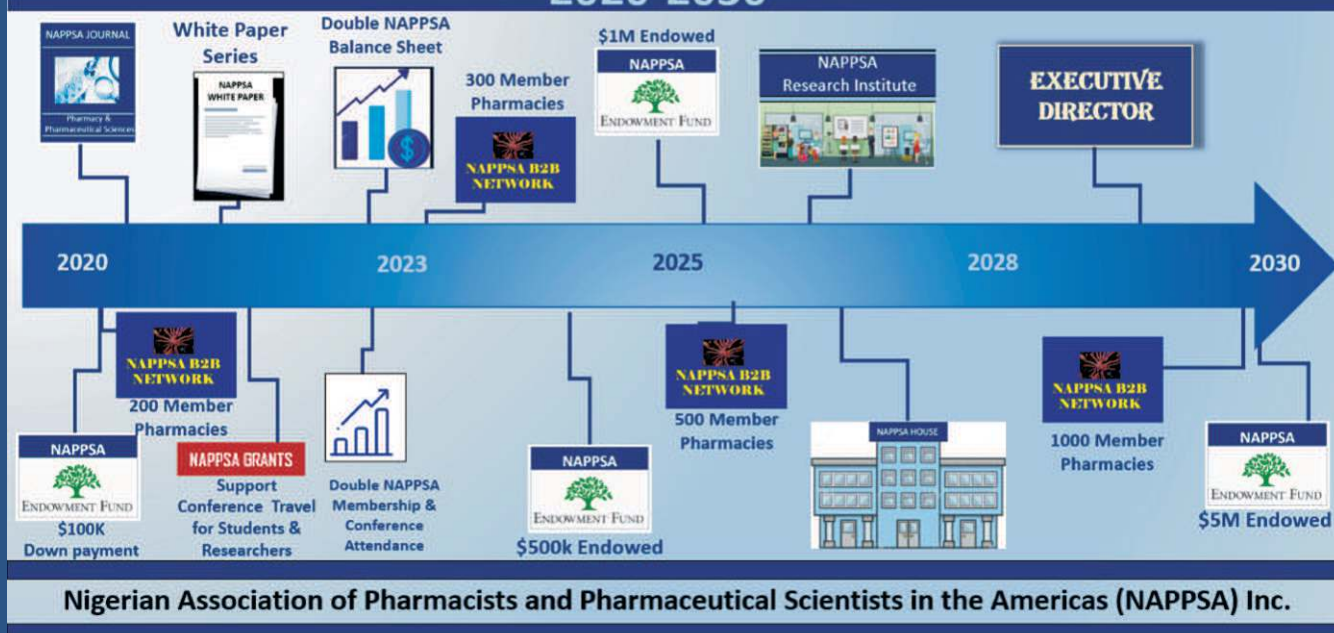 2020-2030
NAPPSA JOURNAL
Pharmacy &
Pharmaceutical Sciences
White Paper
Series
NAPPSA
WHITE PAPER
Double NAPPSA
Balance Sheet
$
300 Member
Pharmacies
NAPPSA B2B
NETWORK
$1M Endowed
NAPPSA
ENDOWMENT FUND
NAPPSA
Research Institute
EXECUTIVE
DIRECTOR
2020
2023
2025
2028
2030
NAPPSA B2B
NETWORK
200 Member
Pharmacies
NAPPSA
ENDOWMENT FUND
$100K
Down payment
NAPPSA GRANTS
Support
Conference Travel
for Students &
Researchers
Double NAPPSA
Membership &
Conference
Attendance
NAPPSA
ENDOWMENT FUND
$500k Endowed
NAPPSA B2B
NETWORK
500 Member
Pharmacies
NAPPSA HOUSE
NAPPSA B2B
NETWORK
1000 Member
Pharmacies
NAPPSA
ENDOWMENT FUND
$5M Endowed
Nigerian Association of Pharmacists and Pharmaceutical Scientists in the Americas (NAPPSA) Inc.